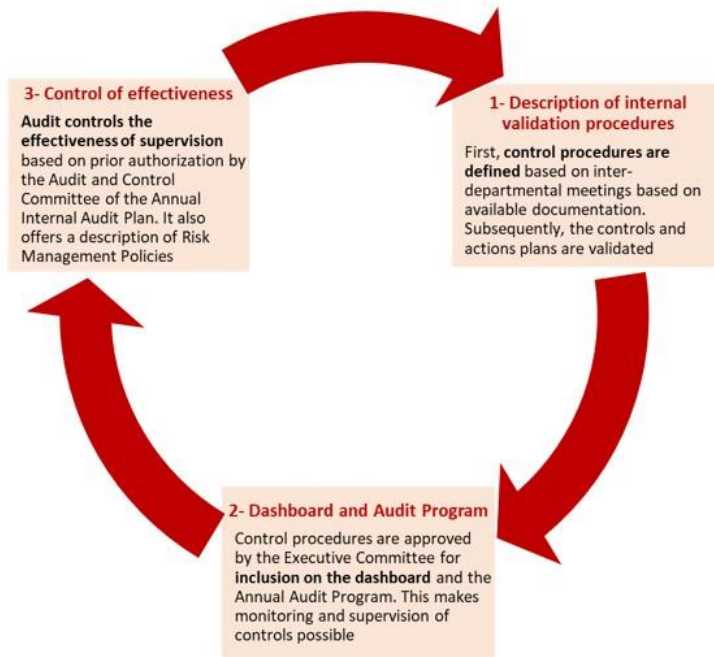 3- Control of effectiveness
Audit controls the
effectiveness of supervision
based on prior authorization by
the Audit and Control
Committee of the Annual
Internal Audit Plan. It also
offers a description of Risk
Management Policies
1- Description of internal
validation procedures
First, control procedures are
defined based on inter-
departmental meetings based on
available documentation.
Subsequently, the controls and
actions plans are validated
2- Dashboard and Audit Program
Control procedures are approved
by the Executive Committee for
inclusion on the dashboard and the
Annual Audit Program. This makes
monitoring and supervision of
controls possible